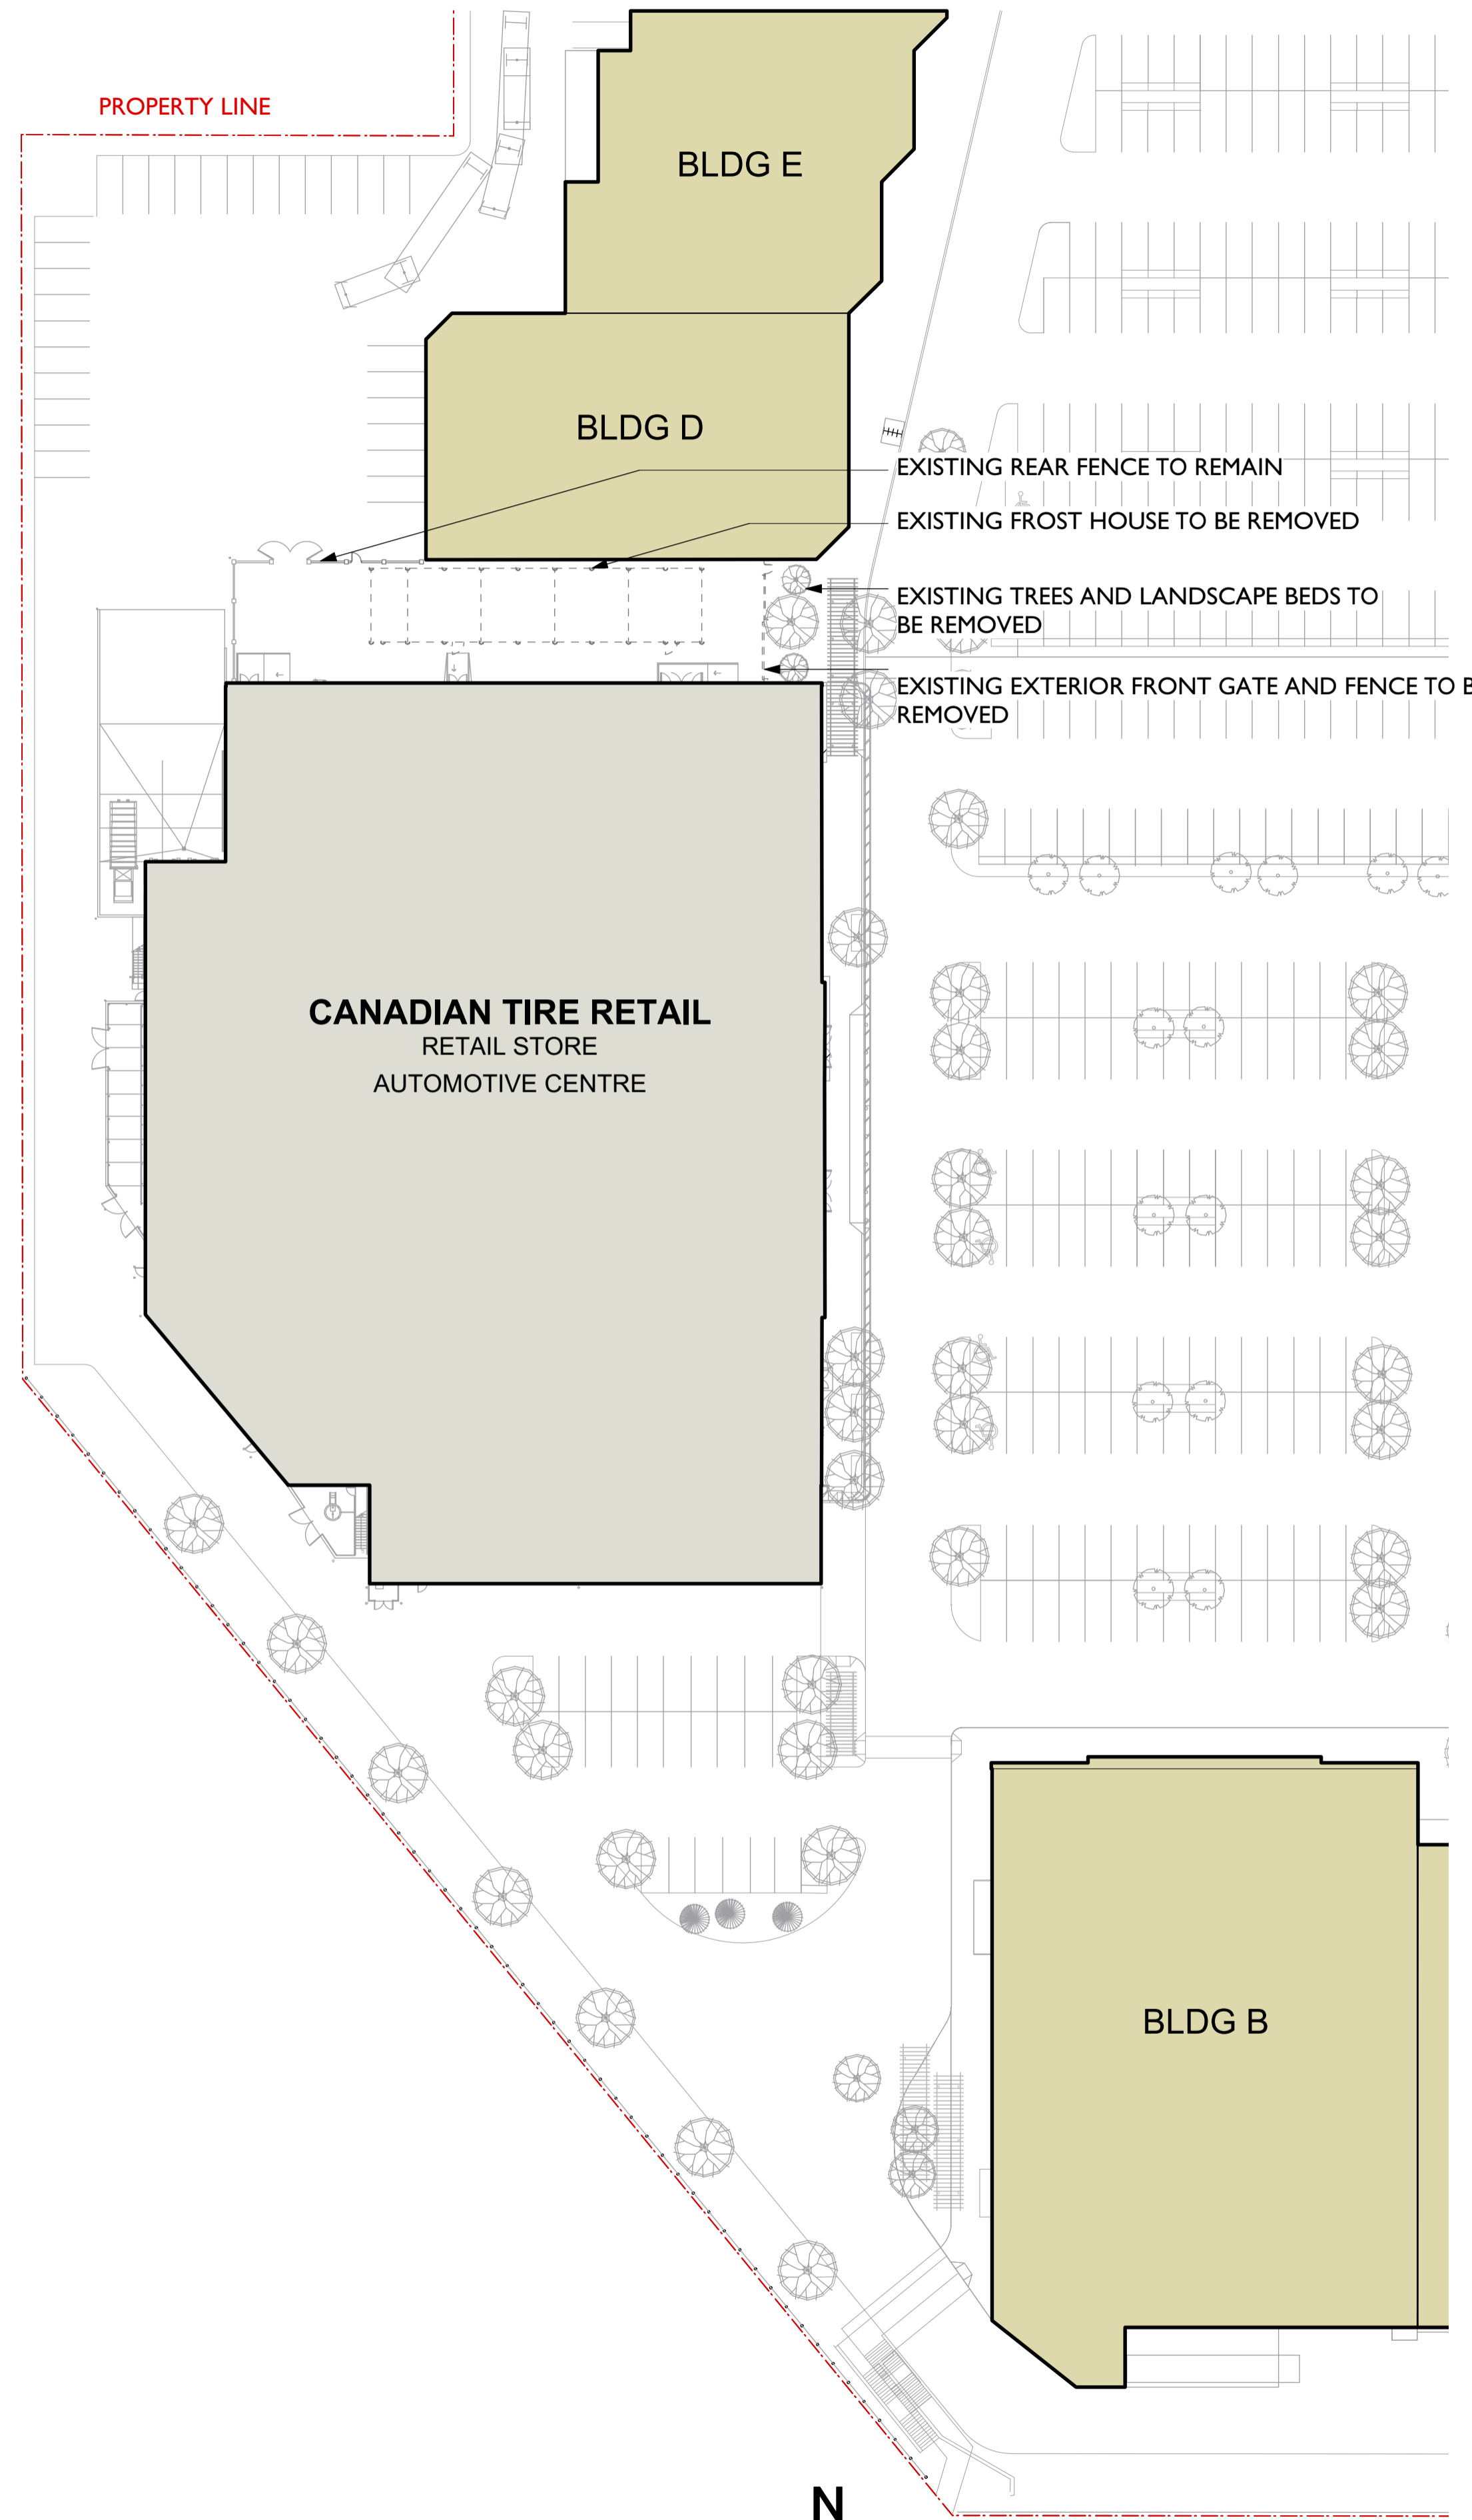 PROPERTY LINE
BLDG E
BLDG D
EXISTING REAR FENCE TO REMAIN
EXISTING FROST HOUSE TO BE REMOVED
EXISTING TREES AND LANDSCAPE BEDS TO
BE REMOVED
EXISTING EXTERIOR FRONT GATE AND FENCE TO B
REMOVED
CANADIAN TIRE RETAIL
RETAIL STORE
AUTOMOTIVE CENTRE
BLDG B
N